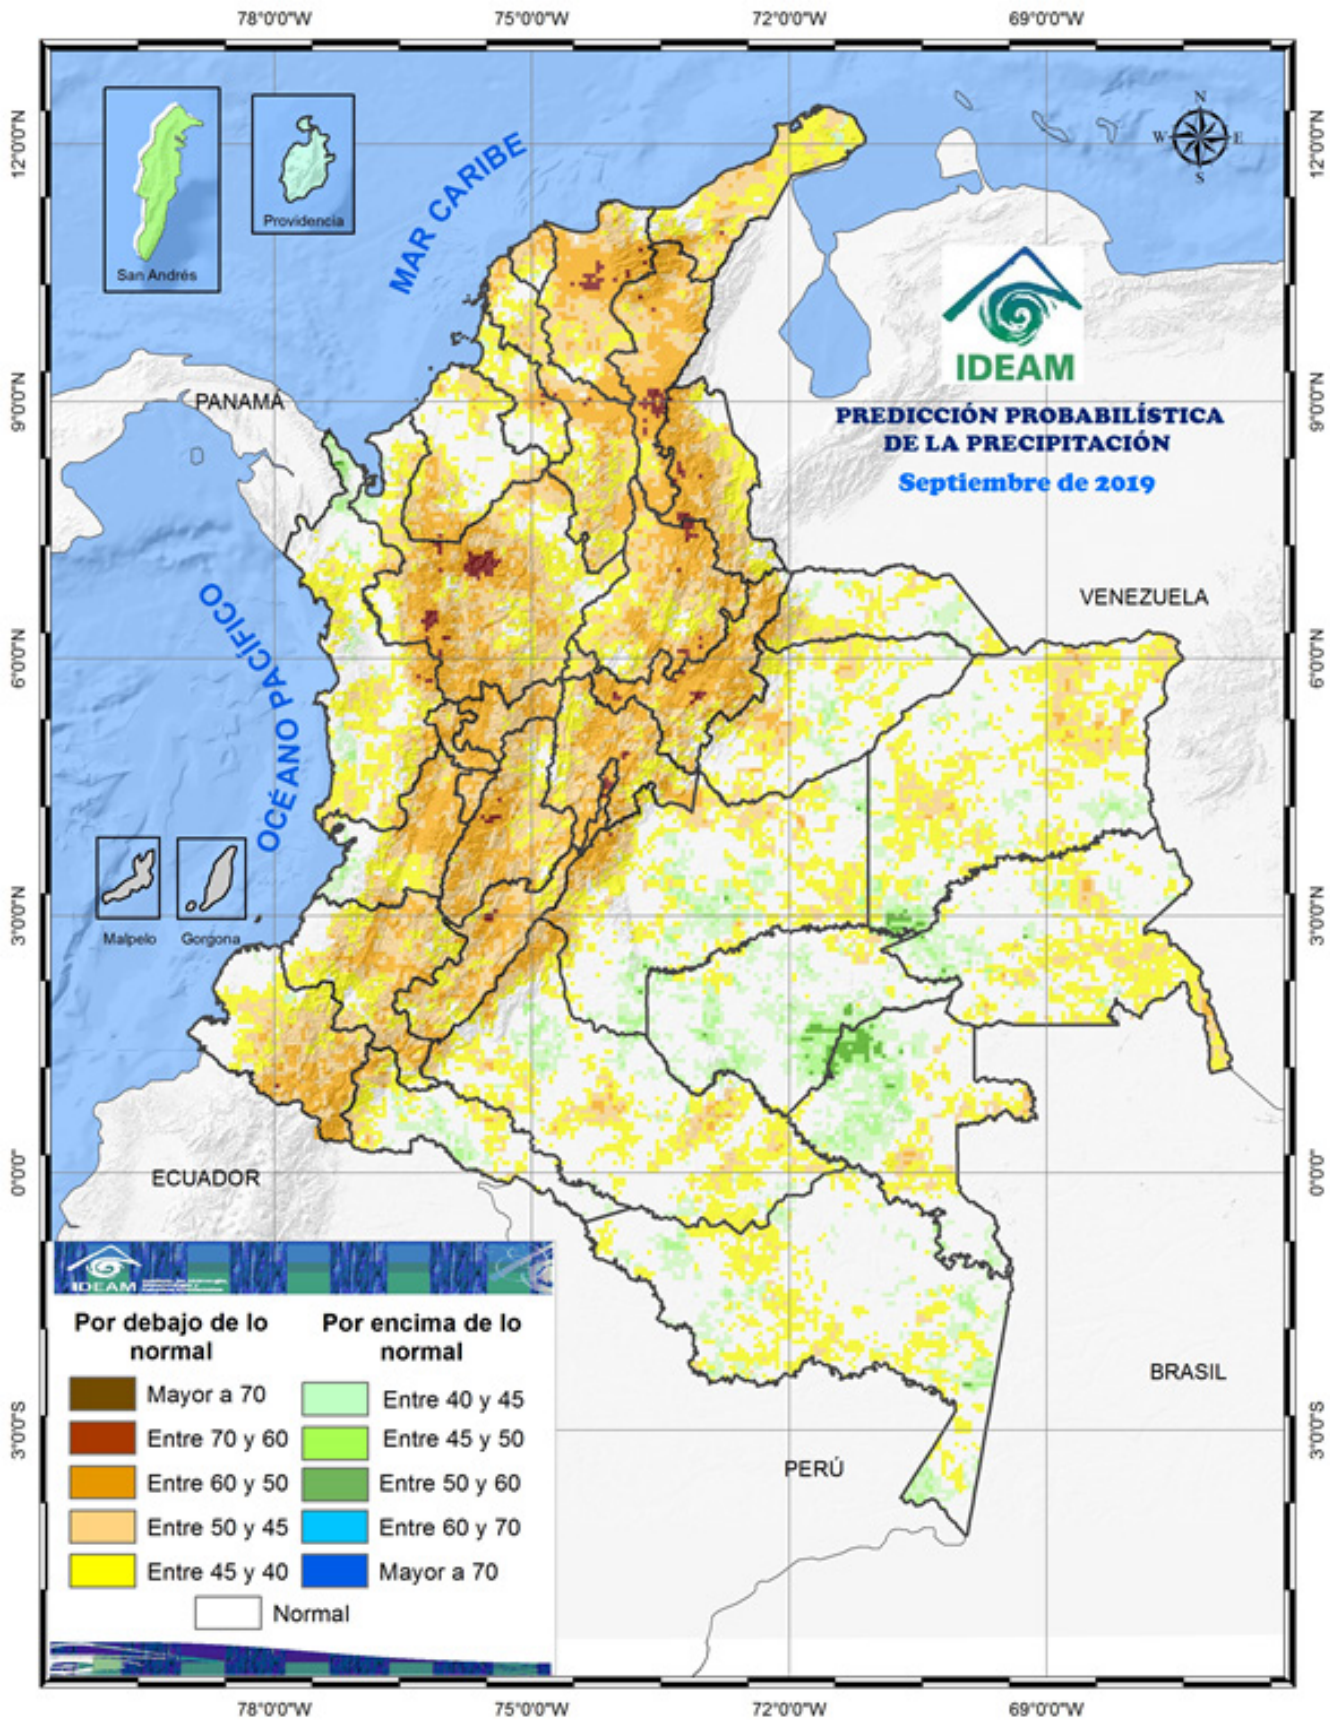 78°0'0"W 75°0'0"W 72°0'0"W 69°0'0"W
12°0'0"N
12°0'0"N
N
W E
S
MAR CARIBE
Providencia
San Andrés
IDEAM
9°0'0"N
9°0'0"N
PANAMÁ
PREDICCIÓN PROBABILÍSTICA
DE LA PRECIPITACIÓN
Septiembre de 2019
OCÉANO PACÍFICO
VENEZUELA
6°0'0"N
6°0'0"N
3°0'0"N
3°0'0"N
Malpelo Gorgona
ECUADOR
0°0'0"
0°0'0"
IDEAM
Por debajo de lo
normal
Mayor a 70
Entre 70 y 60
Entre 60 y 50
Entre 50 y 45
Entre 45 y 40
Por encima de lo
normal
Entre 40 y 45
Entre 45 y 50
Entre 50 y 60
Entre 60 y 70
Mayor a 70
Normal
BRASIL
PERÚ
3°0'0"S
3°0'0"S
78°0'0"W 75°0'0"W 72°0'0"W 69°0'0"W